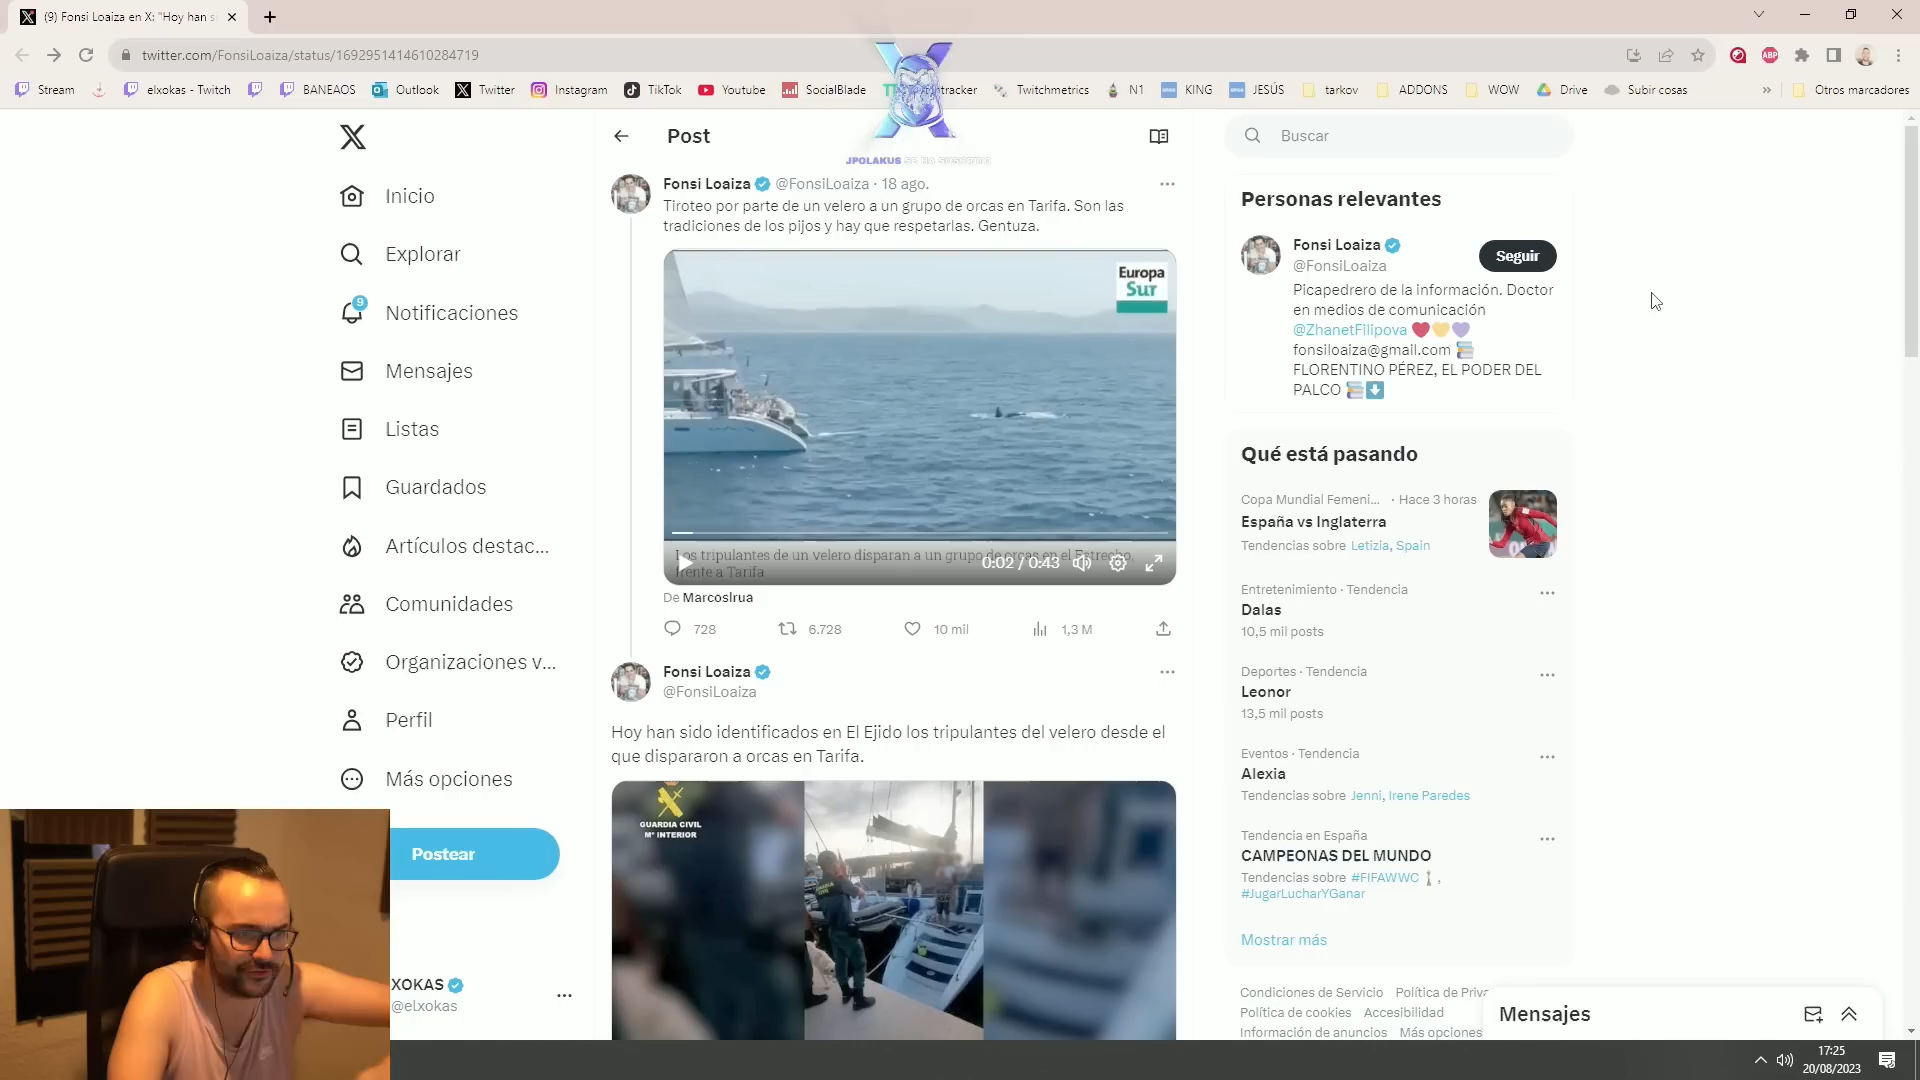 (9) Fonsi Loaiza en X: "Hoy han s
twitter.com/FonsiLoaiza/status/1692951414610284719
Stream
elxokas - Twitch
BANEAOS
Outlook
Twitter
Instagram
TikTok
Youtube
SocialBlade
Twitchmetrics
N1
KING
JESÚS
tarkov
ADDONS
WOW
Drive
Subir cosas
Otros marcadores
JPOLAKUS SE HA SUSCRITO
Inicio
Explorar
9
Notificaciones
Mensajes
Listas
Guardados
Artículos destac...
Comunidades
Organizaciones v...
Perfil
Más opciones
Postear
XOKAS
@elxokas
Post
Fonsi Loaiza @FonsiLoaiza · 18 ago.
Tiroteo por parte de un velero a un grupo de orcas en Tarifa. Son las
tradiciones de los pijos y hay que respetarlas. Gentuza.
Europa
Sur
Los tripulantes de un velero disparan a un grupo de orcas en el Estrecho,
frente a Tarifa
0:02 / 0:43
De MarcosIrua
728
6.728
10 mil
1,3 M
Fonsi Loaiza
@FonsiLoaiza
Hoy han sido identificados en El Ejido los tripulantes del velero desde el
que dispararon a orcas en Tarifa.
GUARDIA CIVIL
Mº INTERIOR
Buscar
Personas relevantes
Fonsi Loaiza
@FonsiLoaiza
Seguir
Picapedrero de la información. Doctor
en medios de comunicación
@ZhanetFilipova
fonsiloaiza@gmail.com
FLORENTINO PÉREZ, EL PODER DEL
PALCO
Qué está pasando
Copa Mundial Femeni... · Hace 3 horas
España vs Inglaterra
Tendencias sobre Letizia, Spain
Entretenimiento · Tendencia
Dalas
10,5 mil posts
Deportes · Tendencia
Leonor
13,5 mil posts
Eventos · Tendencia
Alexia
Tendencias sobre Jenni, Irene Paredes
Tendencia en España
CAMPEONAS DEL MUNDO
Tendencias sobre #FIFAWWC ,
#JugarLucharYGanar
Mostrar más
Condiciones de Servicio Política de Priva
Política de cookies Accesibilidad
Información de anuncios Más opciones
Mensajes
17:25
20/08/2023